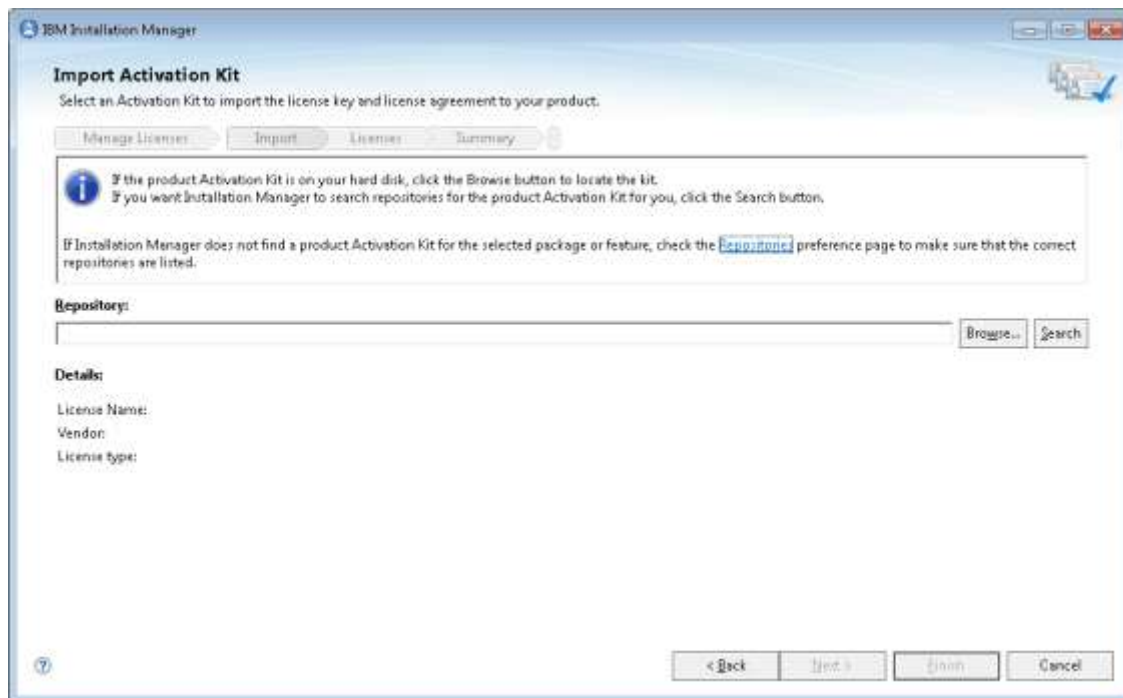 IBM Installation Manager
Import Activation Kit
Select an Activation Kit to import the license key and license agreement to your product.
Manage Licenses Import Licenses Summary
If the product Activation Kit is on your hard disk, click the Browse button to locate the kit.
If you want Installation Manager to search repositories for the product Activation Kit for you, click the Search button.
If Installation Manager does not find a product Activation Kit for the selected package or feature, check the Repositories preference page to make sure that the correct
repositories are listed.
Repository:
Browse... Search
Details:
License Name:
Vendor:
License type:
? < Back Next > Finish Cancel